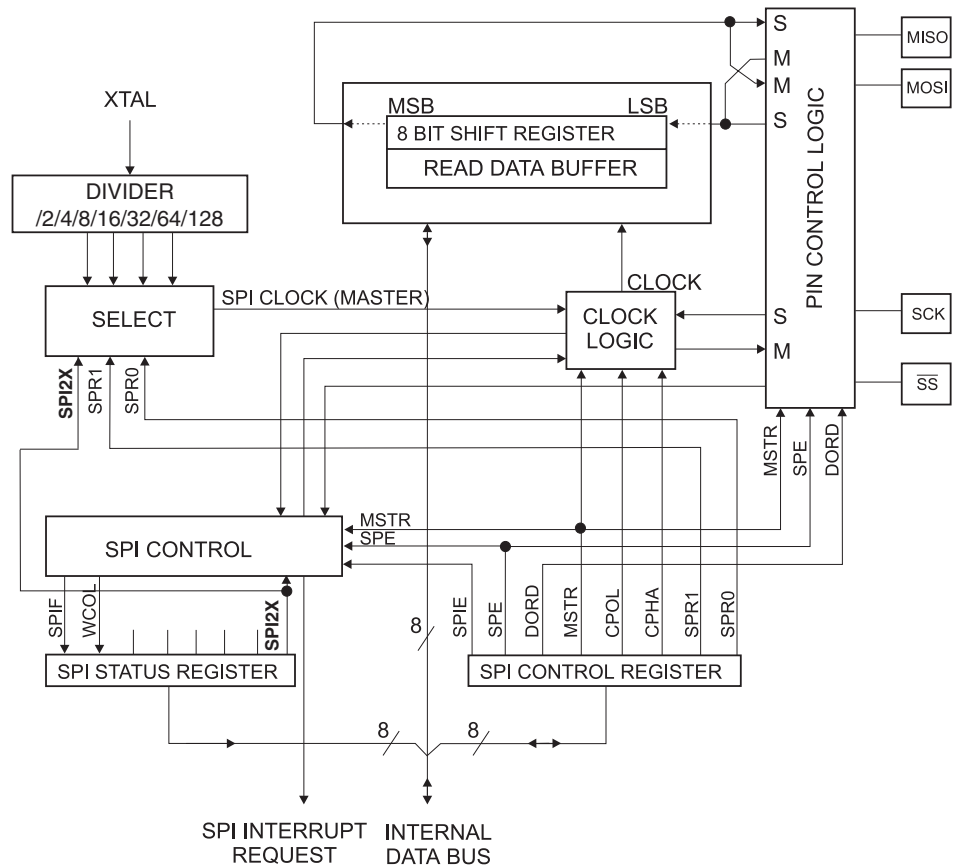 S
MISO
M
M
MOSI
S
PIN CONTROL LOGIC
XTAL
MSB
LSB
8 BIT SHIFT REGISTER
READ DATA BUFFER
DIVIDER
/2/4/8/16/32/64/128
SPI CLOCK (MASTER)
CLOCK
SELECT
CLOCK
LOGIC
S
M
SCK
SS
SPI2X
SPR1
SPR0
MSTR
SPE
DORD
MSTR
SPE
SPI CONTROL
SPIF
WCOL
SPI2X
8
SPIE
SPE
DORD
MSTR
CPOL
CPHA
SPR1
SPR0
SPI STATUS REGISTER
SPI CONTROL REGISTER
8
8
SPI INTERRUPT
REQUEST
INTERNAL
DATA BUS